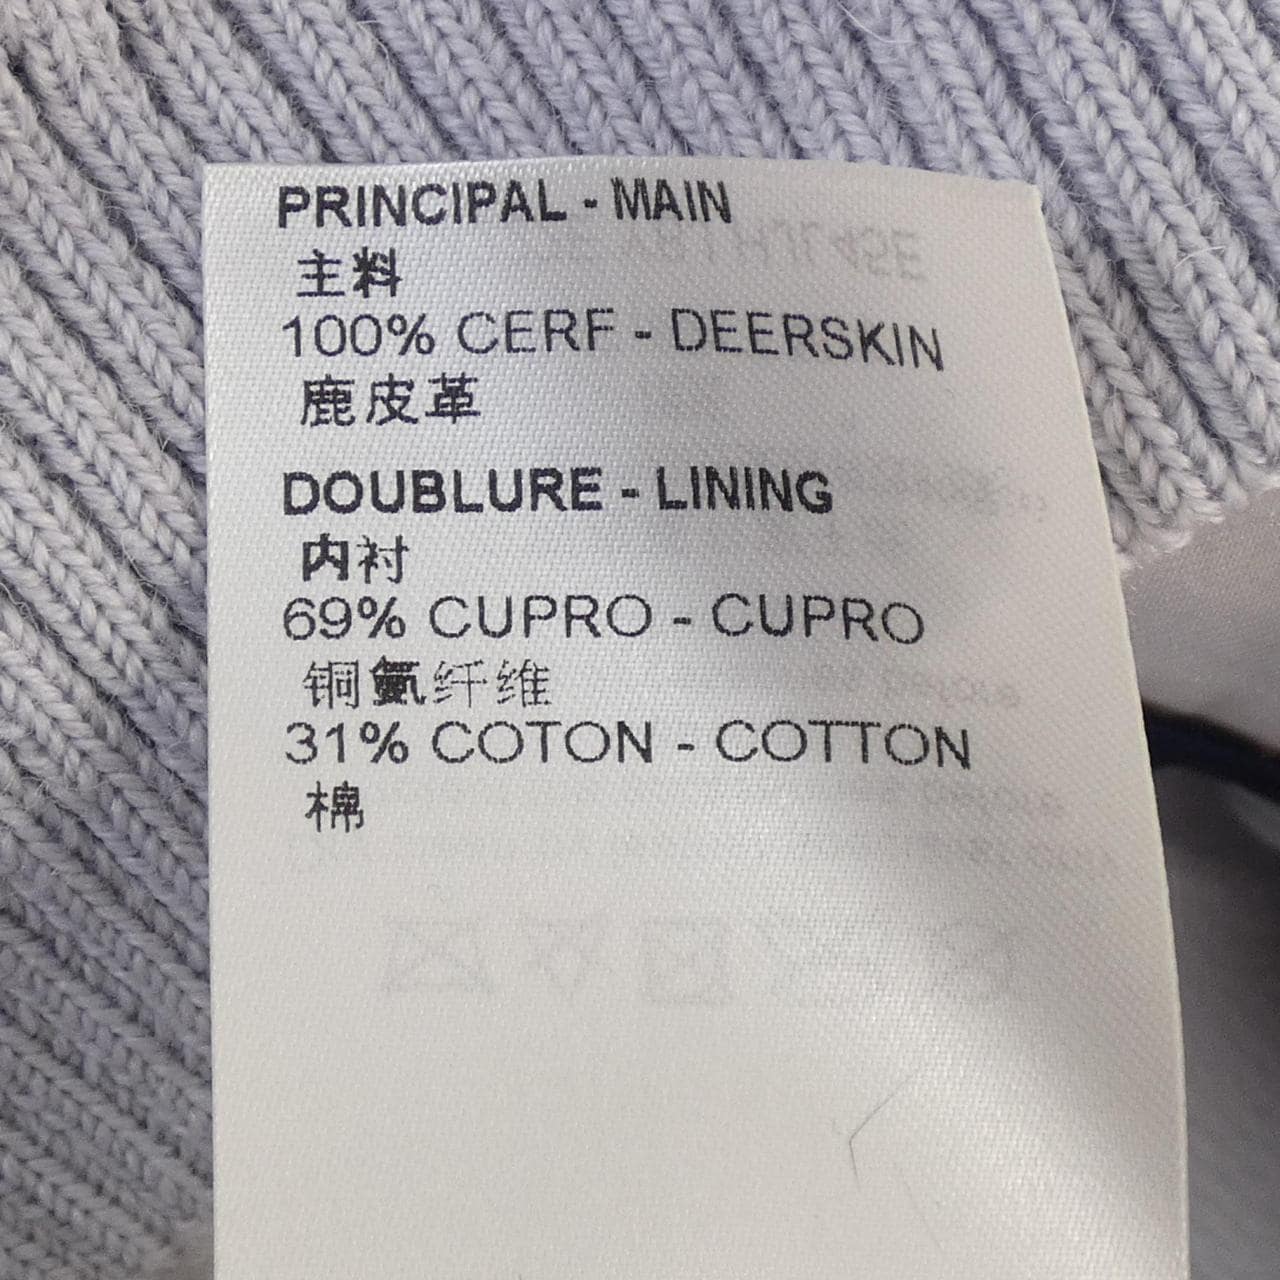 PRINCIPAL - MAIN
主料
100% CERF - DEERSKIN
鹿皮革
DOUBLURE - LINING
内衬
69% CUPRO - CUPRO
铜氨纤维
31% COTON - COTTON
棉